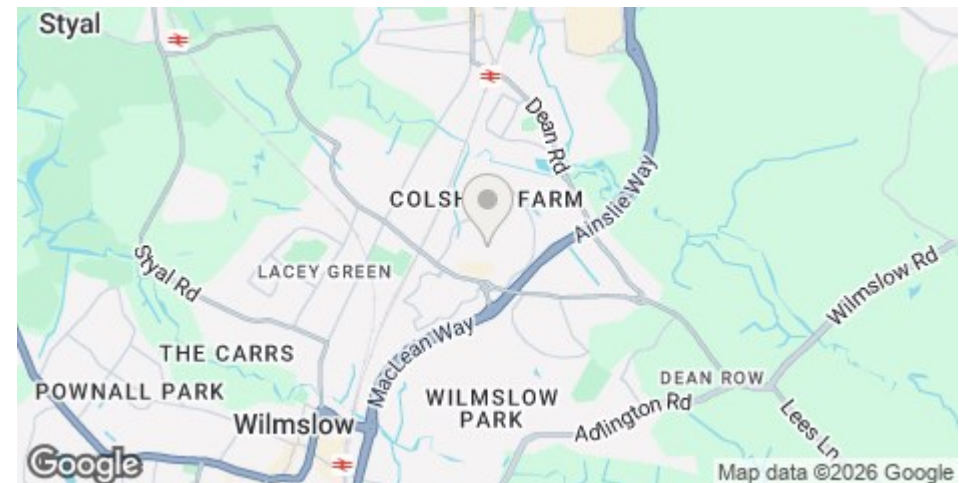 Styal
Dean Rd
COLSH FARM
Ainslie Way
LACEY GREEN
Styal Rd
Wilmslow Rd
MacLean Way
THE CARRS
DEAN ROW
POWNALL PARK
WILMSLOW
PARK
Wilmslow
Adlington Rd
Lees Ln
Google
Map data ©2026 Google